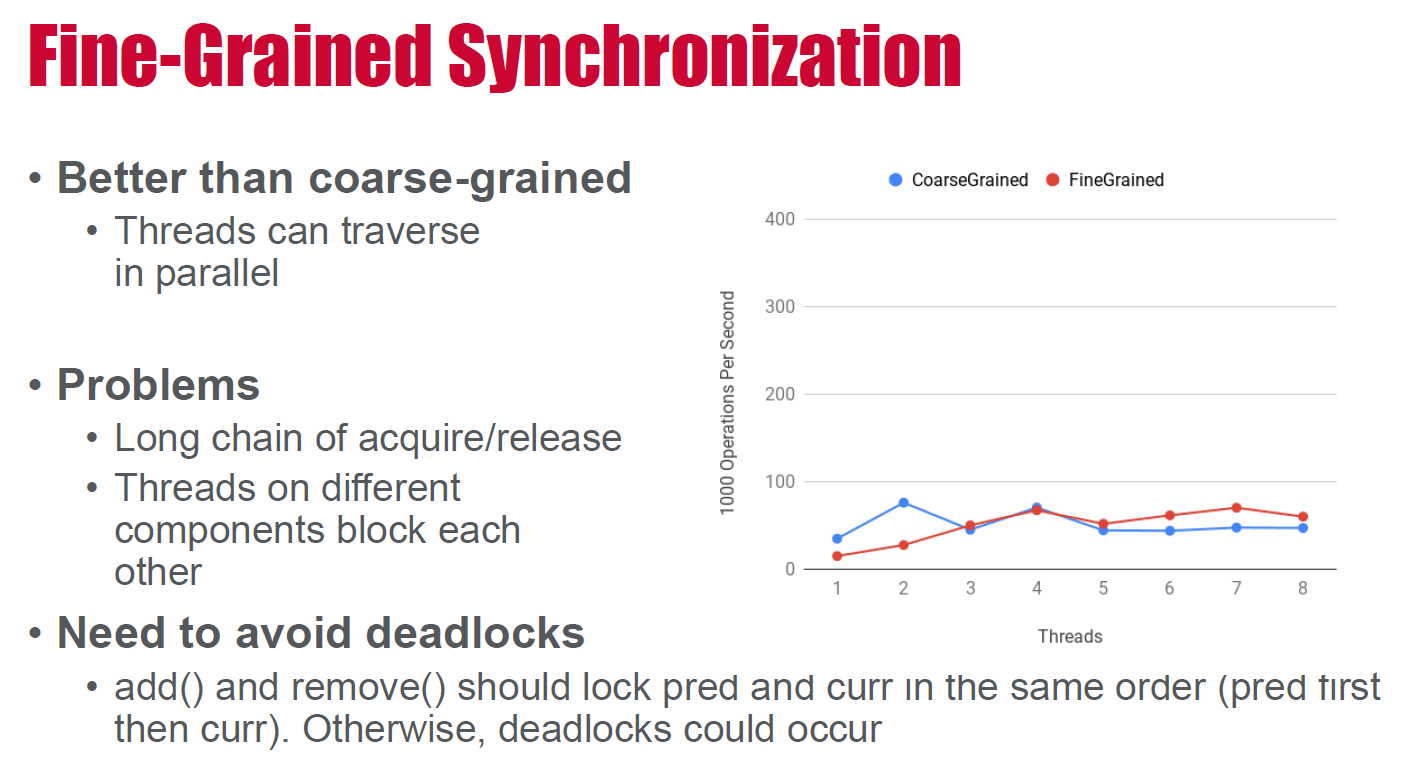 Fine-Grained Synchronization
• Better than coarse-grained
• Threads can traverse
in parallel
• Problems
• Long chain of acquire/release
• Threads on different
components block each
other
• Need to avoid deadlocks
• add() and remove() should lock pred and curr in the same order (pred first
then curr). Otherwise, deadlocks could occur
CoarseGrained FineGrained
1000 Operations Per Second
400
300
200
100
0
1 2 3 4 5 6 7 8
Threads